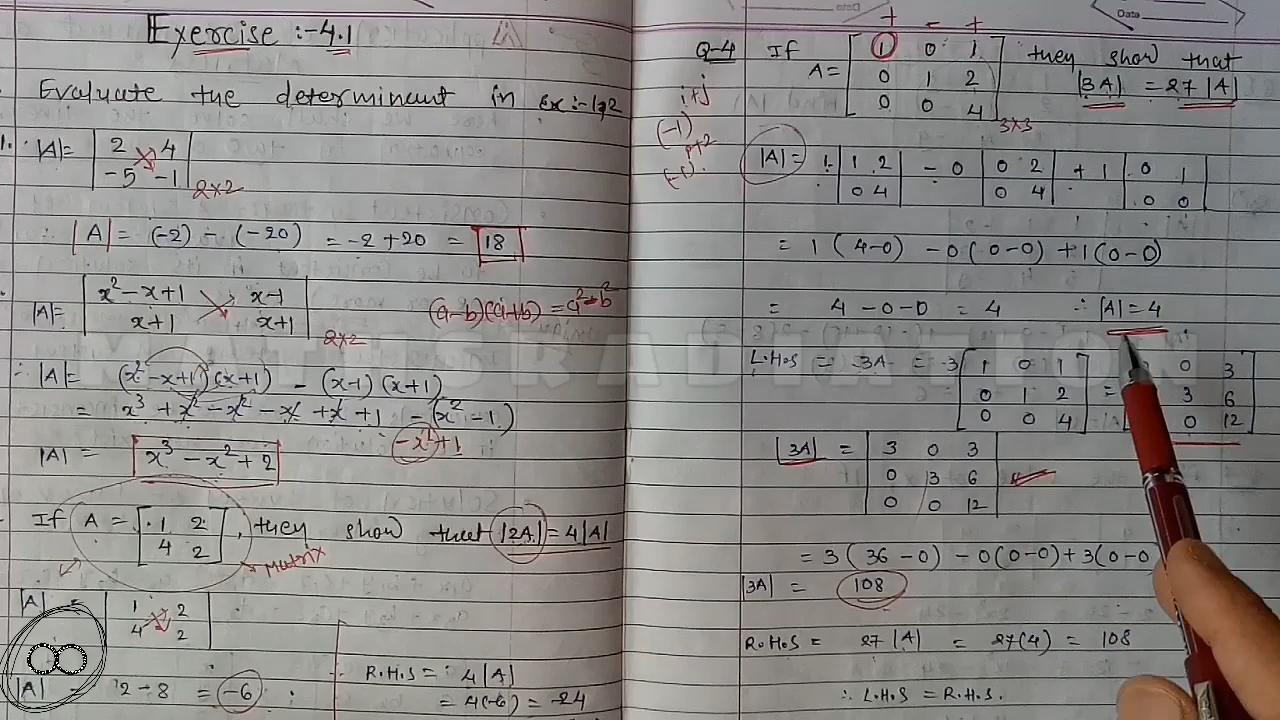 Exercise :- 4.1
Evaluate the determinant in Ex :- 1 & 2
1. |A| = | 2 4 |
| -5 -1 | 2×2
∴ |A| = (-2) - (-20) = -2 + 20 = 18
|A| = | x² - x + 1 x - 1 |
| x + 1 x + 1 | 2×2
(a-b)(a+b) = a² - b²
∴ |A| = (x² - x + 1)(x + 1) - (x-1)(x+1)
= x³ + x² - x² - x + x + 1 - (x² - 1)
- x² + 1
|A| = x³ - x² + 2
If A = [ 1 2
4 2 ], they show that |2A| = 4|A|
Matrix
|A| = | 1 2 |
| 4 2 |
|A| = 2 - 8 = -6
R.H.S = 4|A|
= 4(-6) = -24
Date
+ - +
Q-4 If A = [ 1 0 1
0 1 2
0 0 4 ] 3×3
they show that
|3A| = 27|A|
(-1) i+j
|A| = 1 | 1 2 | - 0 | 0 2 | + 1 | 0 1 |
| 0 4 | | 0 4 | | 0 0 |
= 1 (4-0) - 0 (0-0) + 1 (0-0)
= 4 - 0 - 0 = 4 ∴ |A| = 4
L.H.S = 3A = 3 [ 1 0 1 ] = 0 3
0 1 2 3 6
0 0 4 0 12
|3A| = | 3 0 3 |
| 0 3 6 |
| 0 0 12 |
= 3 (36 - 0) - 0 (0-0) + 3 (0-0
|3A| = 108
R.H.S = 27|A| = 27(4) = 108
∴ L.H.S = R.H.S.